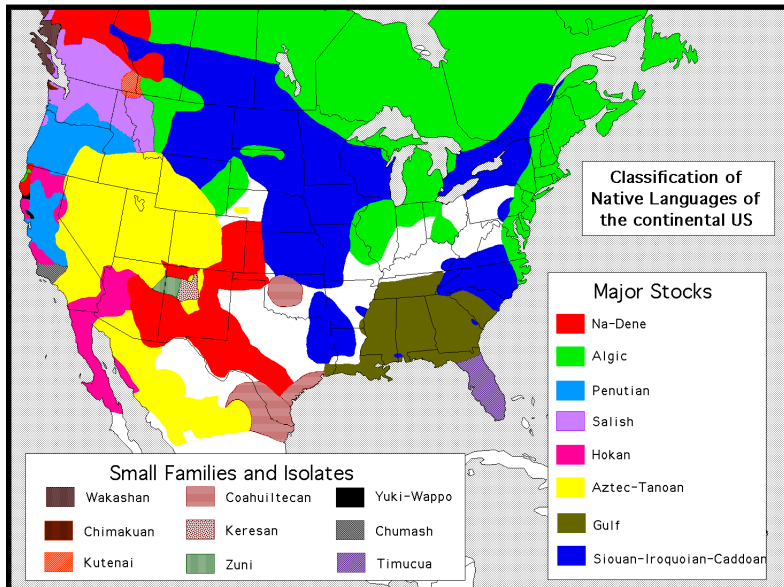 Classification of
Native Languages of
the continental US
Major Stocks
Na-Dene
Algic
Penutian
Salish
Hokan
Aztec-Tanoan
Gulf
Siouan-Iroquoian-Caddoan
Small Families and Isolates
Wakashan
Coahuiltecan
Yuki-Wappo
Chimakuan
Keresan
Chumash
Kutenai
Zuni
Timucua